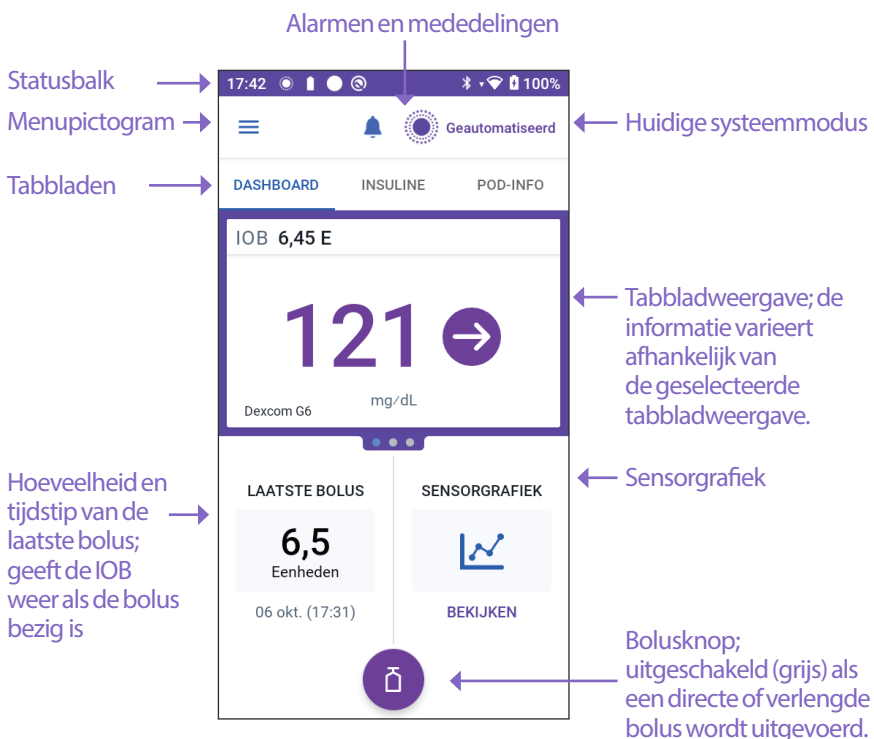 Alarmen en mededelingen
Statusbalk
17:42
100%
Menupictogram
Geautomatiseerd
Huidige systeemmodus
Tabbladen
DASHBOARD
INSULINE
POD-INFO
IOB 6,45 E
121
mg/dL
Dexcom G6
Tabbladweergave; de
informatie varieert
afhankelijk van
de geselecteerde
tabbladweergave.
Hoeveelheid en
tijdstip van de
laatste bolus;
geeft de IOB
weer als de bolus
bezig is
LAATSTE BOLUS
6,5
Eenheden
06 okt. (17:31)
SENSORGRAFIEK
BEKIJKEN
Sensorgrafiek
Bolusknop;
uitgeschakeld (grijs) als
een directe of verlengde
bolus wordt uitgevoerd.